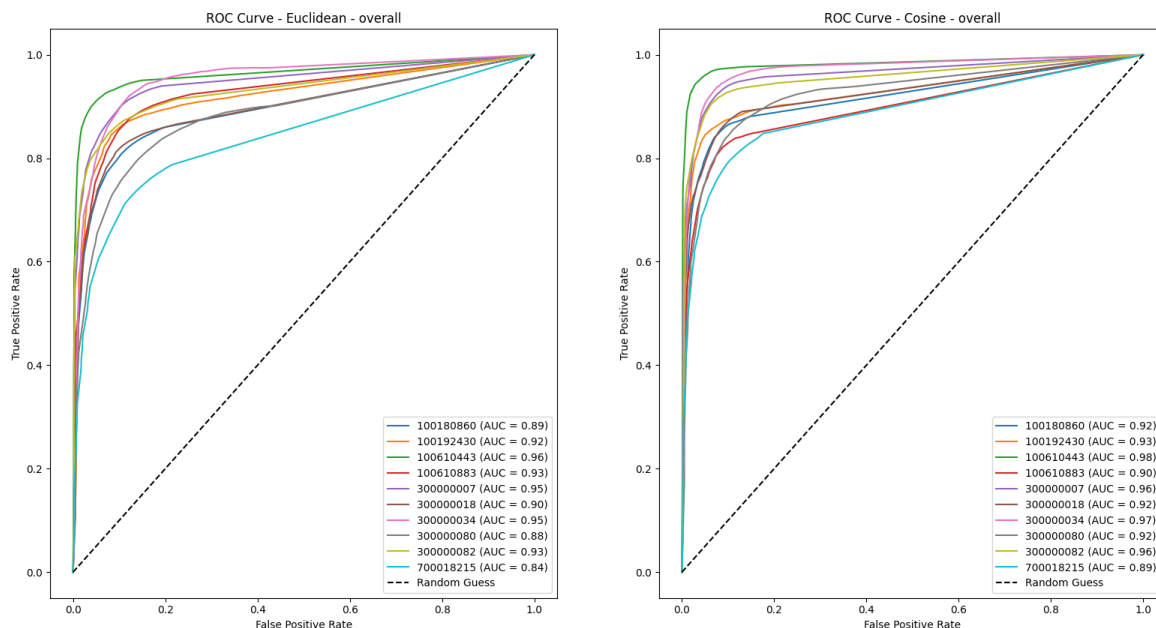 ROC Curve - Euclidean - overall
True Positive Rate
1.0
0.8
0.6
0.4
0.2
0.0
100180860 (AUC = 0.89)
100192430 (AUC = 0.92)
100610443 (AUC = 0.96)
100610883 (AUC = 0.93)
300000007 (AUC = 0.95)
300000018 (AUC = 0.90)
300000034 (AUC = 0.95)
300000080 (AUC = 0.88)
300000082 (AUC = 0.93)
700018215 (AUC = 0.84)
Random Guess
0.0 0.2 0.4 0.6 0.8 1.0
False Positive Rate
ROC Curve - Cosine - overall
True Positive Rate
1.0
0.8
0.6
0.4
0.2
0.0
100180860 (AUC = 0.92)
100192430 (AUC = 0.93)
100610443 (AUC = 0.98)
100610883 (AUC = 0.90)
300000007 (AUC = 0.96)
300000018 (AUC = 0.92)
300000034 (AUC = 0.97)
300000080 (AUC = 0.92)
300000082 (AUC = 0.96)
700018215 (AUC = 0.89)
Random Guess
0.0 0.2 0.4 0.6 0.8 1.0
False Positive Rate